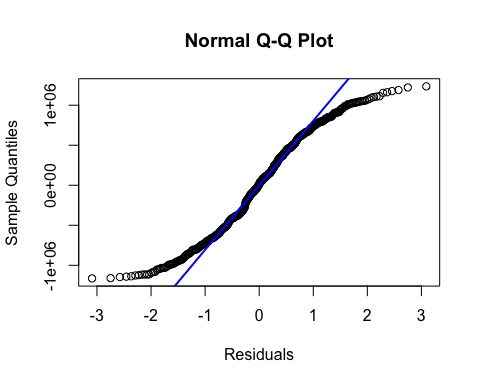 Normal Q-Q Plot
Sample Quantiles
1e+06
0e+00
-1e+06
-3 -2 -1 0 1 2 3
Residuals